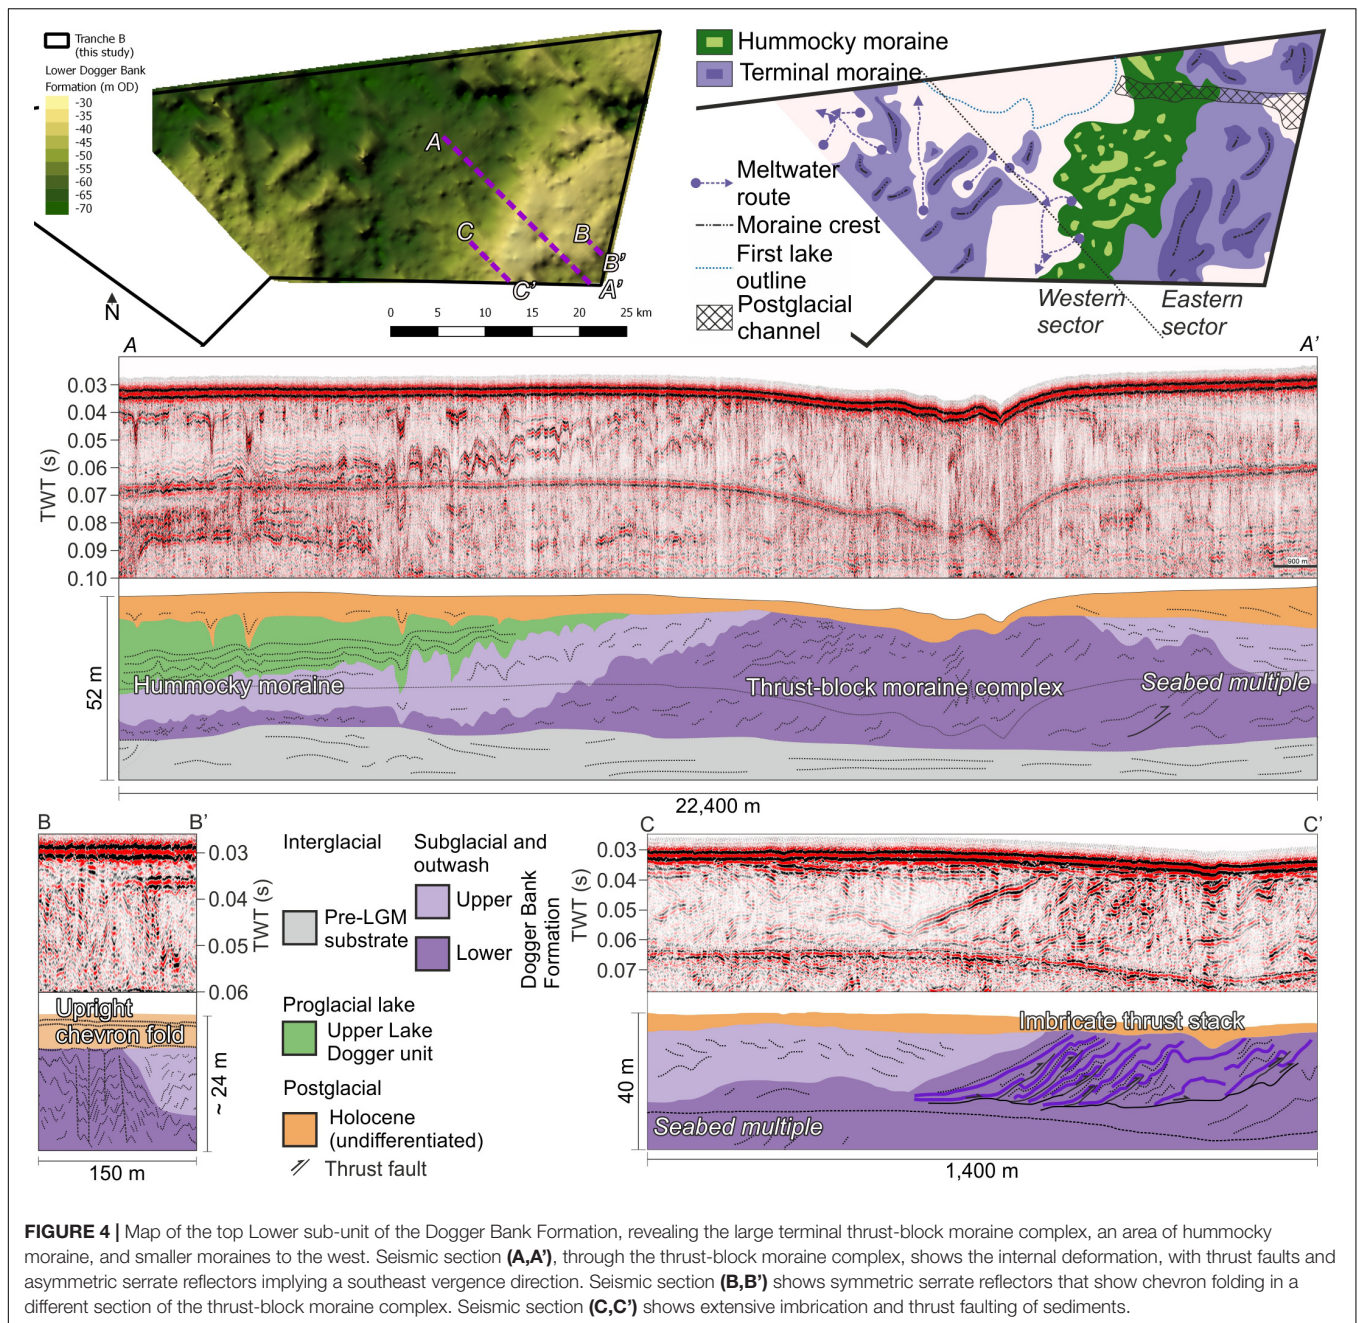 Tranche B
(this study)
Lower Dogger Bank
Formation (m OD)
-30
-35
-40
-45
-50
-55
-60
-65
-70
N
A
C
B
B'
C'
A'
0 5 10 15 20 25 km
Hummocky moraine
Terminal moraine
Meltwater
route
Moraine crest
First lake
outline
Postglacial
channel
Western
sector
Eastern
sector
A
A'
TWT (s)
0.03
0.04
0.05
0.06
0.07
0.08
0.09
0.10
900 m
52 m
Hummocky moraine
Thrust-block moraine complex
Seabed multiple
22,400 m
B
B'
0.03
0.04
0.05
0.06
TWT (s)
Upright
chevron fold
~ 24 m
150 m
Interglacial
Pre-LGM
substrate
Subglacial and
outwash
Upper
Lower
Dogger Bank
Formation
Proglacial lake
Upper Lake
Dogger unit
Postglacial
Holocene
(undifferentiated)
Thrust fault
C
C'
TWT (s)
0.03
0.04
0.05
0.06
0.07
Imbricate thrust stack
40 m
Seabed multiple
1,400 m
FIGURE 4 | Map of the top Lower sub-unit of the Dogger Bank Formation, revealing the large terminal thrust-block moraine complex, an area of hummocky
moraine, and smaller moraines to the west. Seismic section (A,A'), through the thrust-block moraine complex, shows the internal deformation, with thrust faults and
asymmetric serrate reflectors implying a southeast vergence direction. Seismic section (B,B') shows symmetric serrate reflectors that show chevron folding in a
different section of the thrust-block moraine complex. Seismic section (C,C') shows extensive imbrication and thrust faulting of sediments.